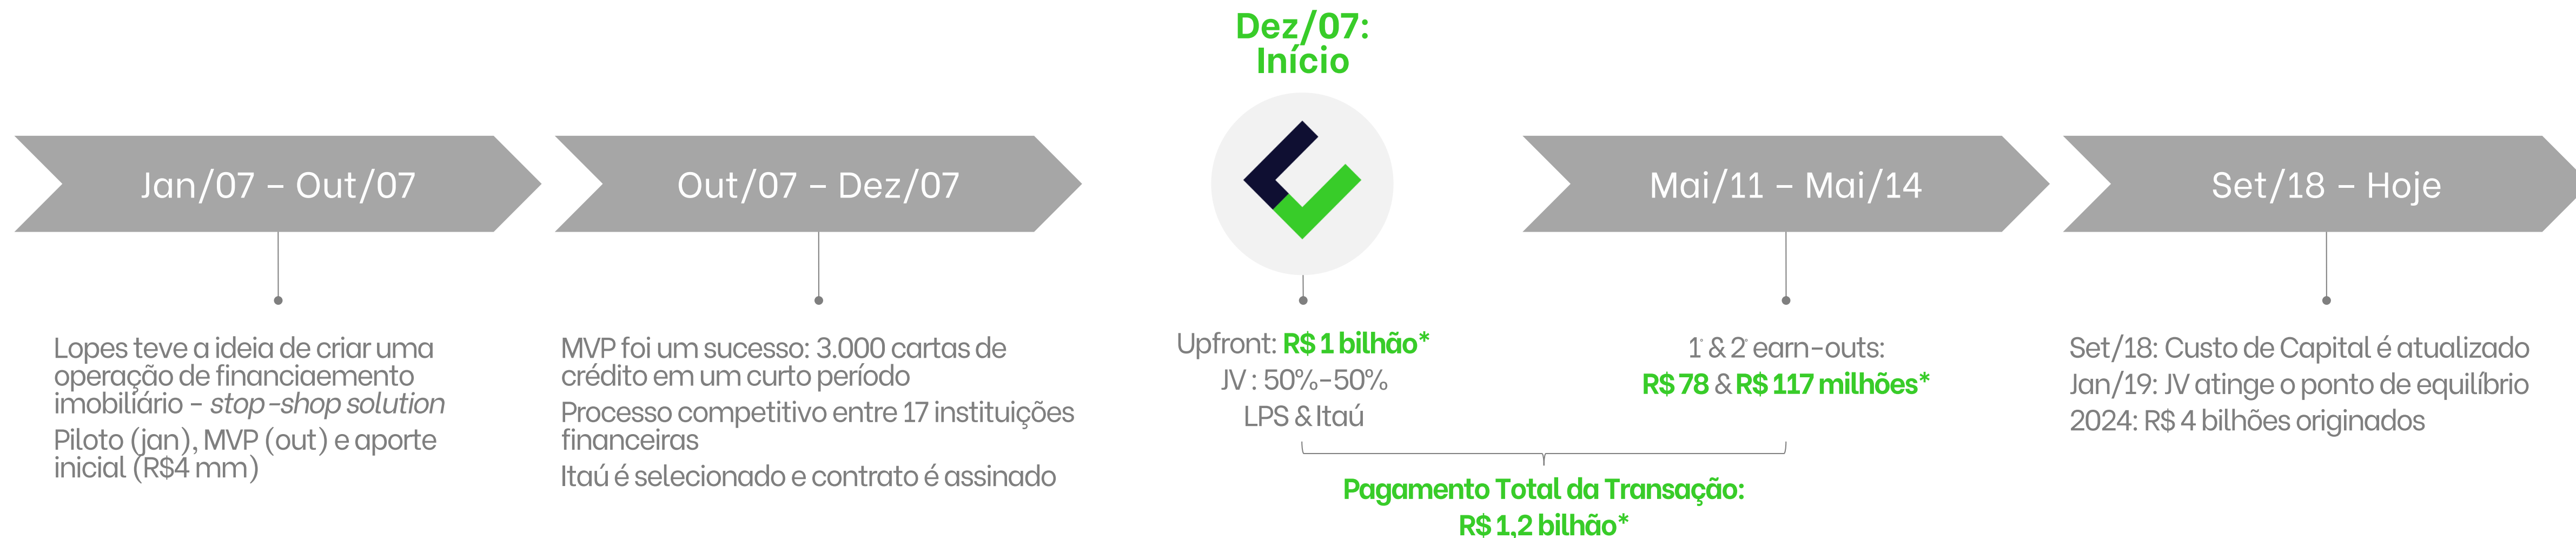 Dez/07:
Início
Jan/07 – Out/07
Out/07 – Dez/07
Mai/11 – Mai/14
Set/18 – Hoje
Lopes teve a ideia de criar uma
operação de financiaemento
imobiliário - stop-shop solution
Piloto (jan), MVP (out) e aporte
inicial (R$4 mm)
MVP foi um sucesso: 3.000 cartas de
crédito em um curto período
Processo competitivo entre 17 instituições
financeiras
Itaú é selecionado e contrato é assinado
Upfront: R$ 1 bilhão*
JV : 50%-50%
LPS & Itaú
1° & 2° earn-outs:
R$ 78 & R$ 117 milhões*
Pagamento Total da Transação:
R$ 1,2 bilhão*
Set/18: Custo de Capital é atualizado
Jan/19: JV atinge o ponto de equilíbrio
2024: R$ 4 bilhões originados